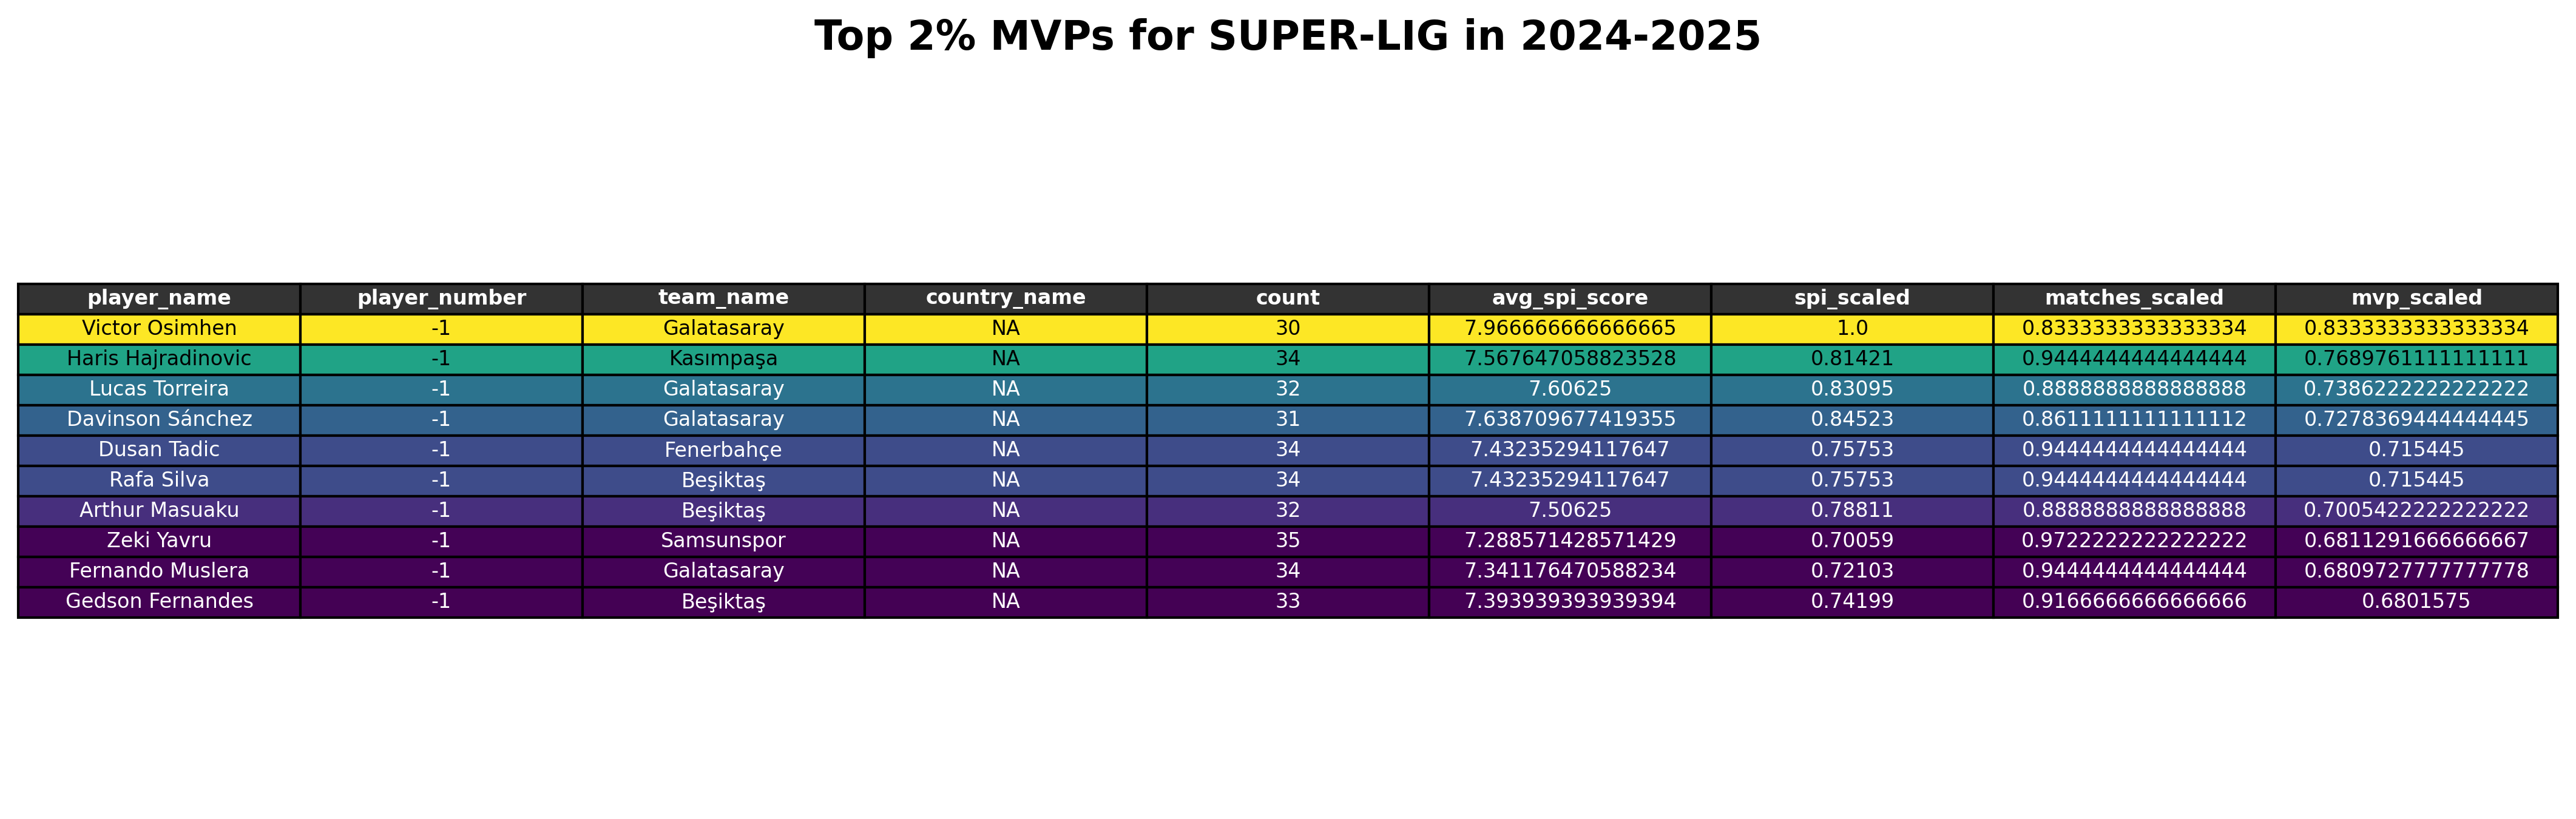 Top 2% MVPs for SUPER-LIG in 2024-2025
player_name player_number team_name country_name count avg_spi_score spi_scaled matches_scaled mvp_scaled
Victor Osimhen -1 Galatasaray NA 30 7.966666666666665 1.0 0.8333333333333334 0.8333333333333334
Haris Hajradinovic -1 Kasımpaşa NA 34 7.567647058823528 0.81421 0.9444444444444444 0.7689761111111111
Lucas Torreira -1 Galatasaray NA 32 7.60625 0.83095 0.8888888888888888 0.7386222222222222
Davinson Sánchez -1 Galatasaray NA 31 7.638709677419355 0.84523 0.8611111111111112 0.7278369444444445
Dusan Tadic -1 Fenerbahçe NA 34 7.43235294117647 0.75753 0.9444444444444444 0.715445
Rafa Silva -1 Beşiktaş NA 34 7.43235294117647 0.75753 0.9444444444444444 0.715445
Arthur Masuaku -1 Beşiktaş NA 32 7.50625 0.78811 0.8888888888888888 0.7005422222222222
Zeki Yavru -1 Samsunspor NA 35 7.288571428571429 0.70059 0.9722222222222222 0.6811291666666667
Fernando Muslera -1 Galatasaray NA 34 7.341176470588234 0.72103 0.9444444444444444 0.6809727777777778
Gedson Fernandes -1 Beşiktaş NA 33 7.393939393939394 0.74199 0.9166666666666666 0.6801575